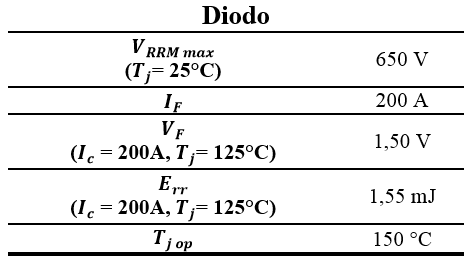 Diodo
V_RRM max
(T_j= 25°C)
650 V
I_F
200 A
V_F
(I_c = 200A, T_j= 125°C)
1,50 V
E_rr
(I_c = 200A, T_j= 125°C)
1,55 mJ
T_j op
150 °C